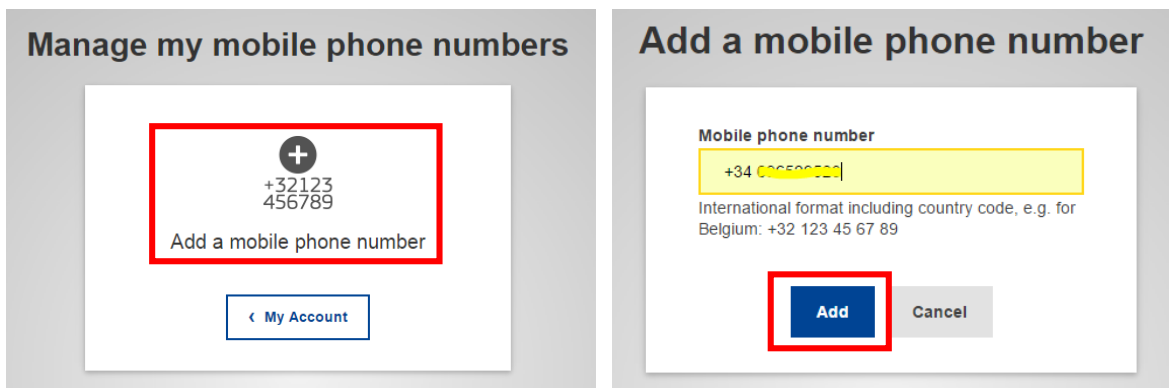 Manage my mobile phone numbers
+32123
456789
Add a mobile phone number
‹ My Account
Add a mobile phone number
Mobile phone number
+34
International format including country code, e.g. for
Belgium: +32 123 45 67 89
Add
Cancel